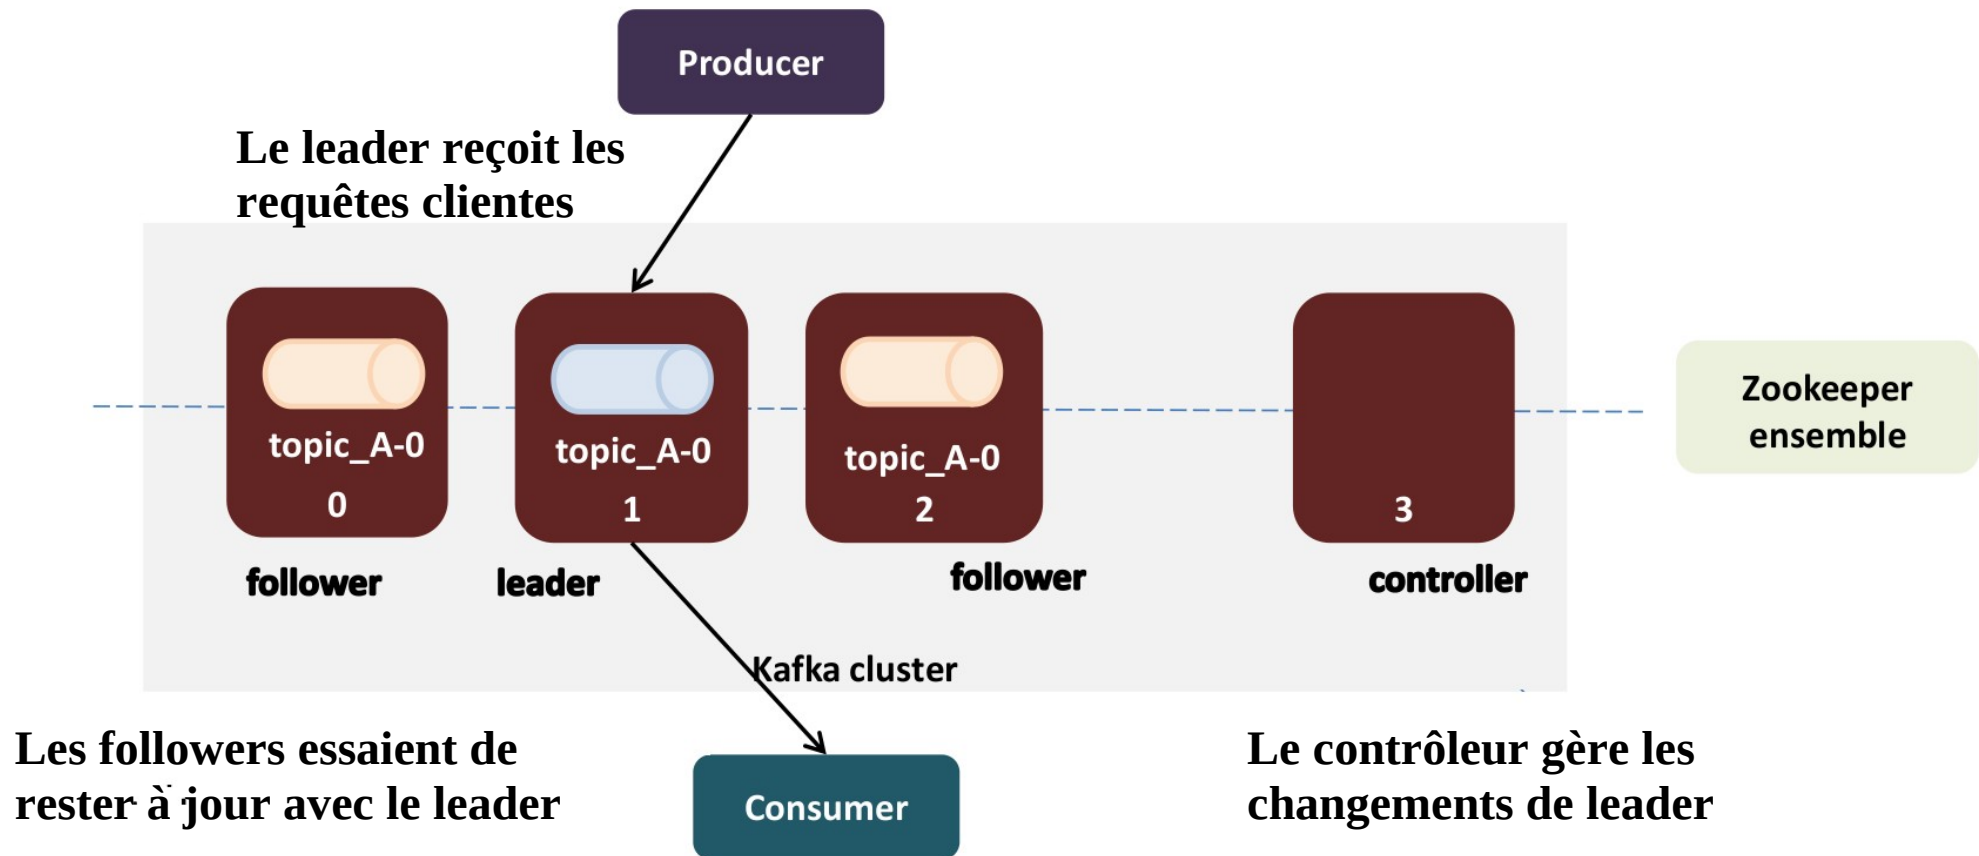 Producer
Le leader reçoit les
requêtes clientes
topic_A-0
0
follower
topic_A-0
1
leader
topic_A-0
2
follower
3
controller
Zookeeper
ensemble
Kafka cluster
Les followers essaient de
rester à jour avec le leader
Consumer
Le contrôleur gère les
changements de leader